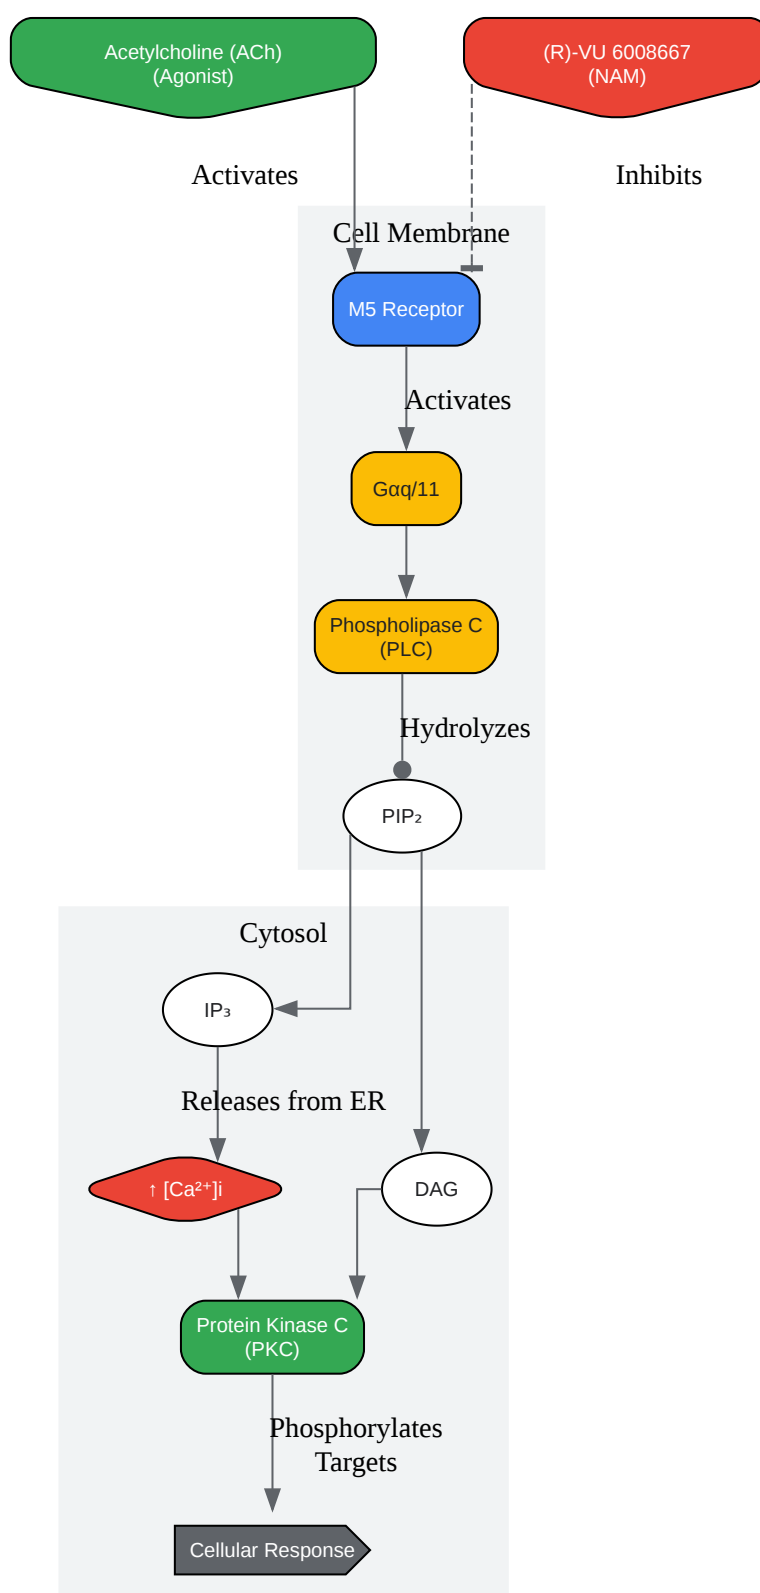 Acetylcholine (ACh)
(Agonist)
(R)-VU 6008667
(NAM)
Activates
Inhibits
Cell Membrane
M5 Receptor
Activates
Gαq/11
Phospholipase C
(PLC)
Hydrolyzes
PIP₂
Cytosol
IP₃
Releases from ER
↑ [Ca²⁺]i
DAG
Protein Kinase C
(PKC)
Phosphorylates
Targets
Cellular Response